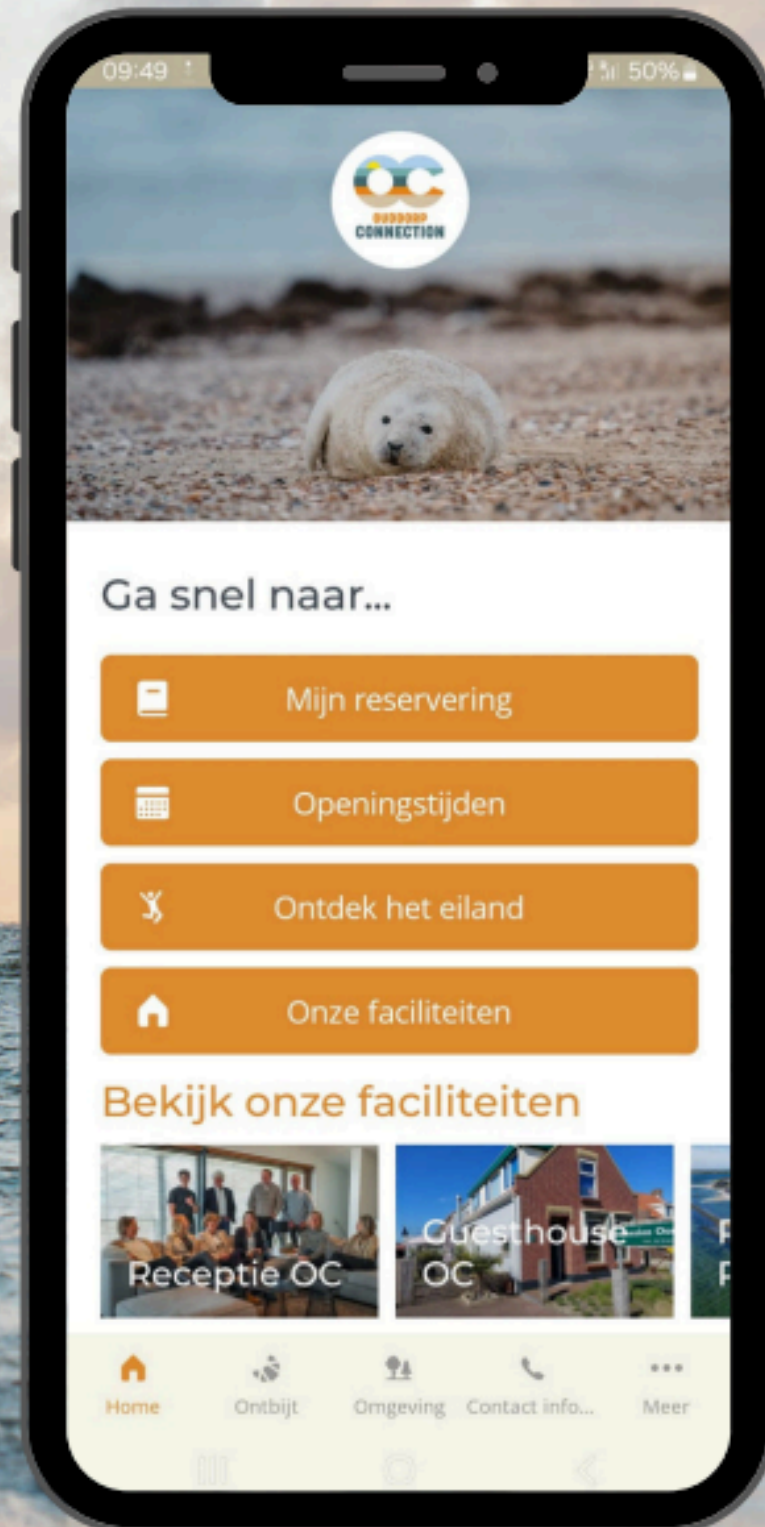 09:49
50%
OC
OUDDORP
CONNECTION
Ga snel naar...
Mijn reservering
Openingstijden
Ontdek het eiland
Onze faciliteiten
Bekijk onze faciliteiten
Receptie OC
Guesthouse
OC
Home
Ontbijt
Omgeving
Contact info...
Meer